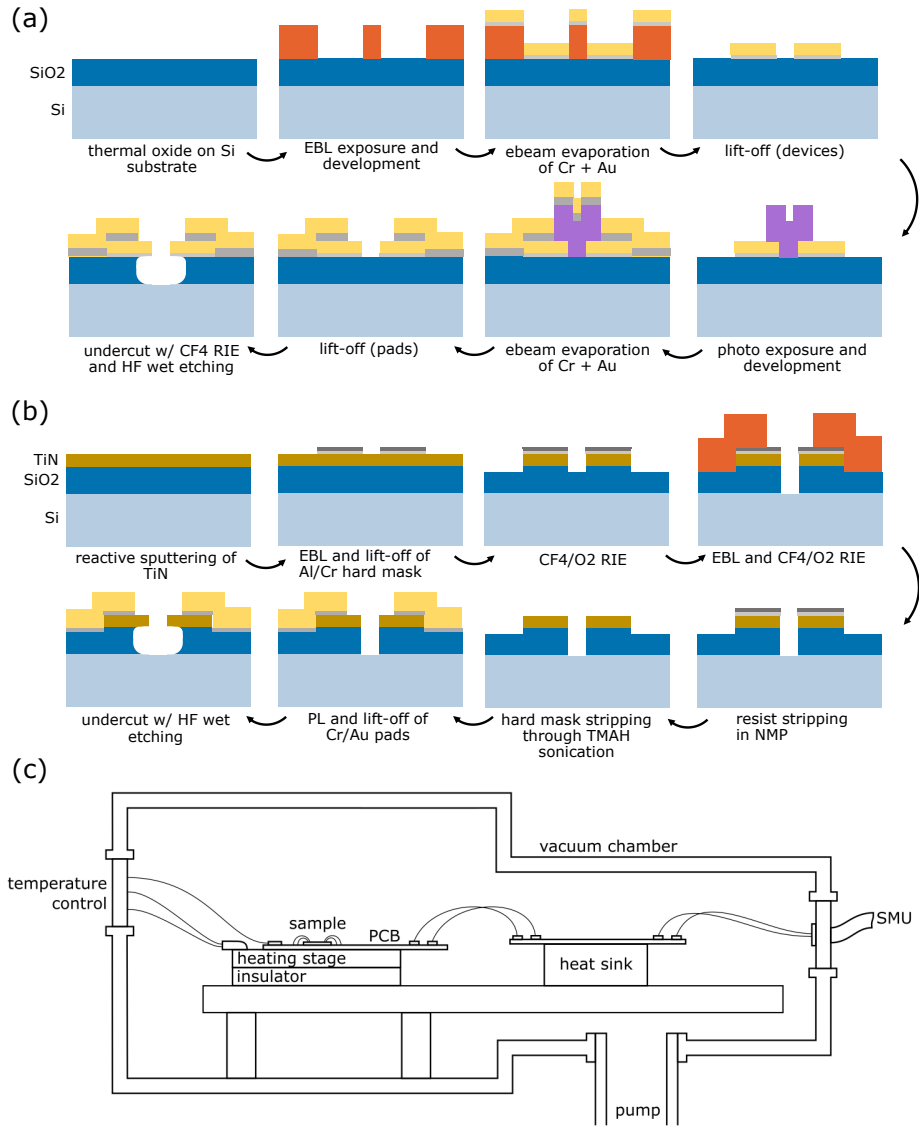 (a)
SiO2
Si
thermal oxide on Si
substrate
EBL exposure and
development
ebeam evaporation
of Cr + Au
lift-off (devices)
undercut w/ CF4 RIE
and HF wet etching
lift-off (pads)
ebeam evaporation
of Cr + Au
photo exposure and
development
(b)
TiN
SiO2
Si
reactive sputtering of
TiN
EBL and lift-off of
Al/Cr hard mask
CF4/O2 RIE
EBL and CF4/O2 RIE
undercut w/ HF wet
etching
PL and lift-off of
Cr/Au pads
hard mask stripping
through TMAH
sonication
resist stripping
in NMP
(c)
vacuum chamber
temperature
control
sample
PCB
SMU
heating stage
insulator
heat sink
pump